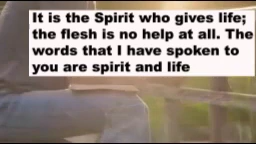 It is the Spirit who gives life;
the flesh is no help at all. The
words that I have spoken to
you are spirit and life